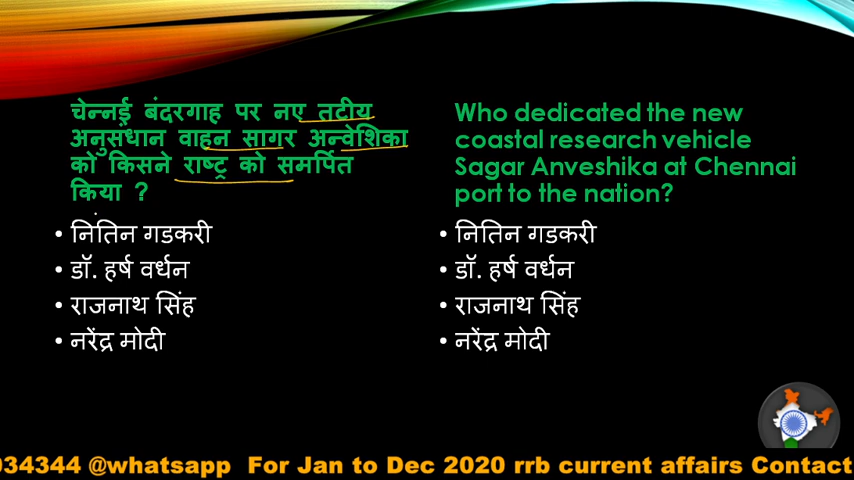 चेन्नई बंदरगाह पर नए तटीय
अनुसंधान वाहन सागर अन्वेशिका
को किसने राष्ट्र को समर्पित
किया ?
• नितिन गडकरी
• डॉ. हर्ष वर्धन
• राजनाथ सिंह
• नरेंद्र मोदी
Who dedicated the new
coastal research vehicle
Sagar Anveshika at Chennai
port to the nation?
• नितिन गडकरी
• डॉ. हर्ष वर्धन
• राजनाथ सिंह
• नरेंद्र मोदी
034344 @whatsapp For Jan to Dec 2020 rrb current affairs Contact